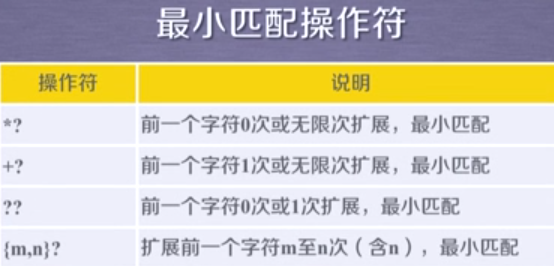 最小匹配操作符
操作符 说明
*? 前一个字符0次或无限次扩展，最小匹配
+? 前一个字符1次或无限次扩展，最小匹配
?? 前一个字符0次或1次扩展，最小匹配
{m,n}? 扩展前一个字符m至n次（含n），最小匹配